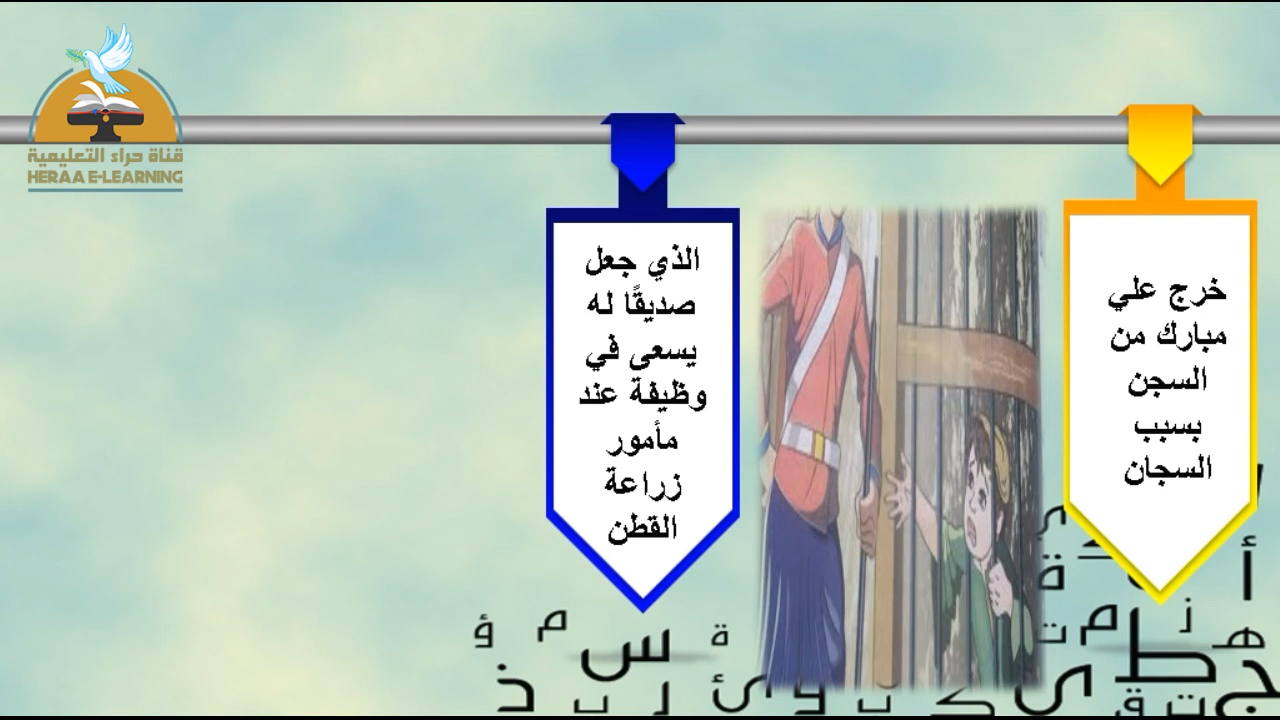 قناة حراء التعليمية
HERAA E-LEARNING
خرج علي
مبارك من
السجن
بسبب
السجان
الذي جعل
صديقًا له
يسعى في
وظيفة عند
مأمور
زراعة
القطن